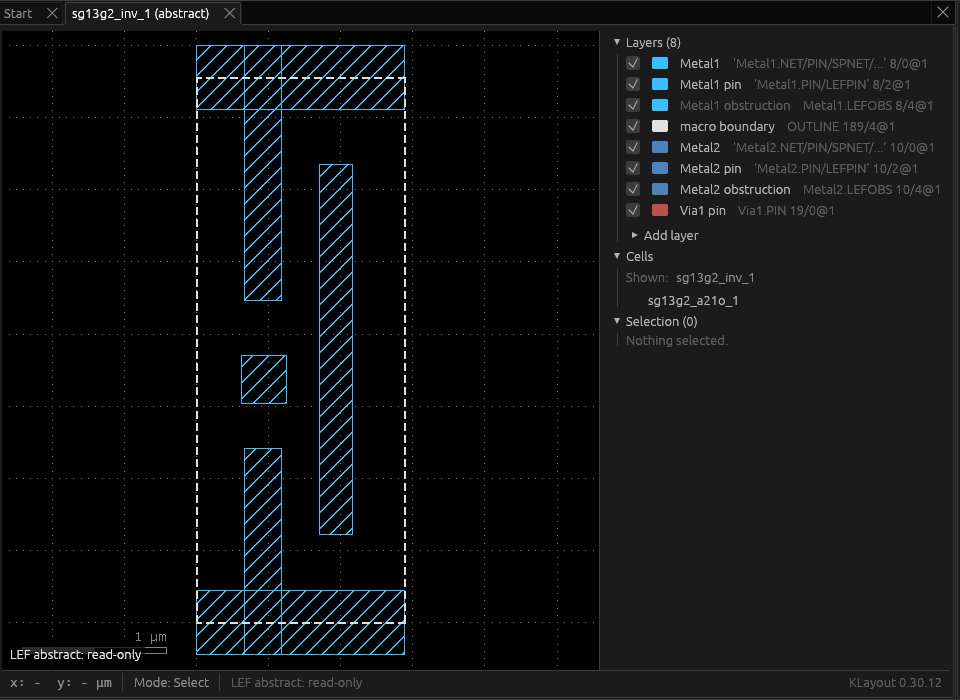 Start
sg13g2_inv_1 (abstract)
Layers (8)
Metal1 'Metal1.NET/PIN/SPNET/...' 8/0@1
Metal1 pin 'Metal1.PIN/LEFPIN' 8/2@1
Metal1 obstruction Metal1.LEFOBS 8/4@1
macro boundary OUTLINE 189/4@1
Metal2 'Metal2.NET/PIN/SPNET/...' 10/0@1
Metal2 pin 'Metal2.PIN/LEFPIN' 10/2@1
Metal2 obstruction Metal2.LEFOBS 10/4@1
Via1 pin Via1.PIN 19/0@1
Add layer
Cells
Shown: sg13g2_inv_1
sg13g2_a21o_1
Selection (0)
Nothing selected.
1 μm
LEF abstract: read-only
x: - y: - μm Mode: Select LEF abstract: read-only KLayout 0.30.12